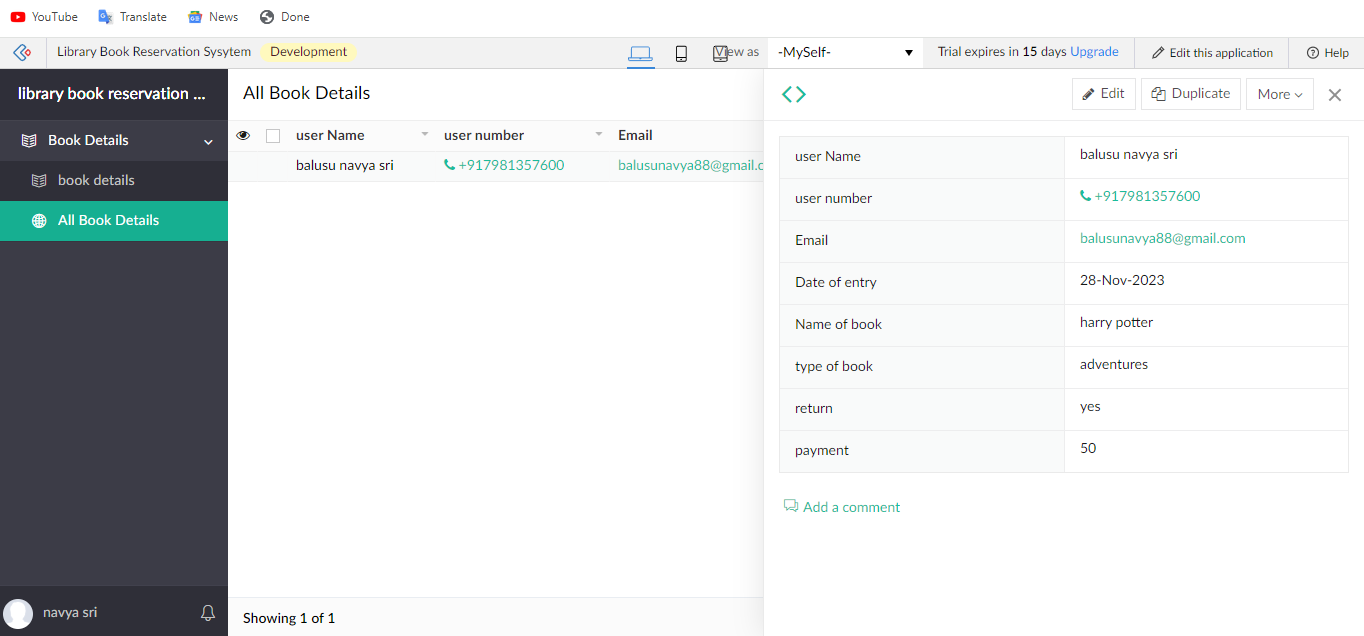 YouTube Translate News Done
Library Book Reservation Sysytem Development View as -MySelf- Trial expires in 15 days Upgrade Edit this application Help
library book reservation ...
Book Details
book details
All Book Details
navya sri
All Book Details
user Name user number Email
balusu navya sri +917981357600 balusunavya88@gmail.c
Showing 1 of 1
Edit Duplicate More
user Name balusu navya sri
user number +917981357600
Email balusunavya88@gmail.com
Date of entry 28-Nov-2023
Name of book harry potter
type of book adventures
return yes
payment 50
Add a comment